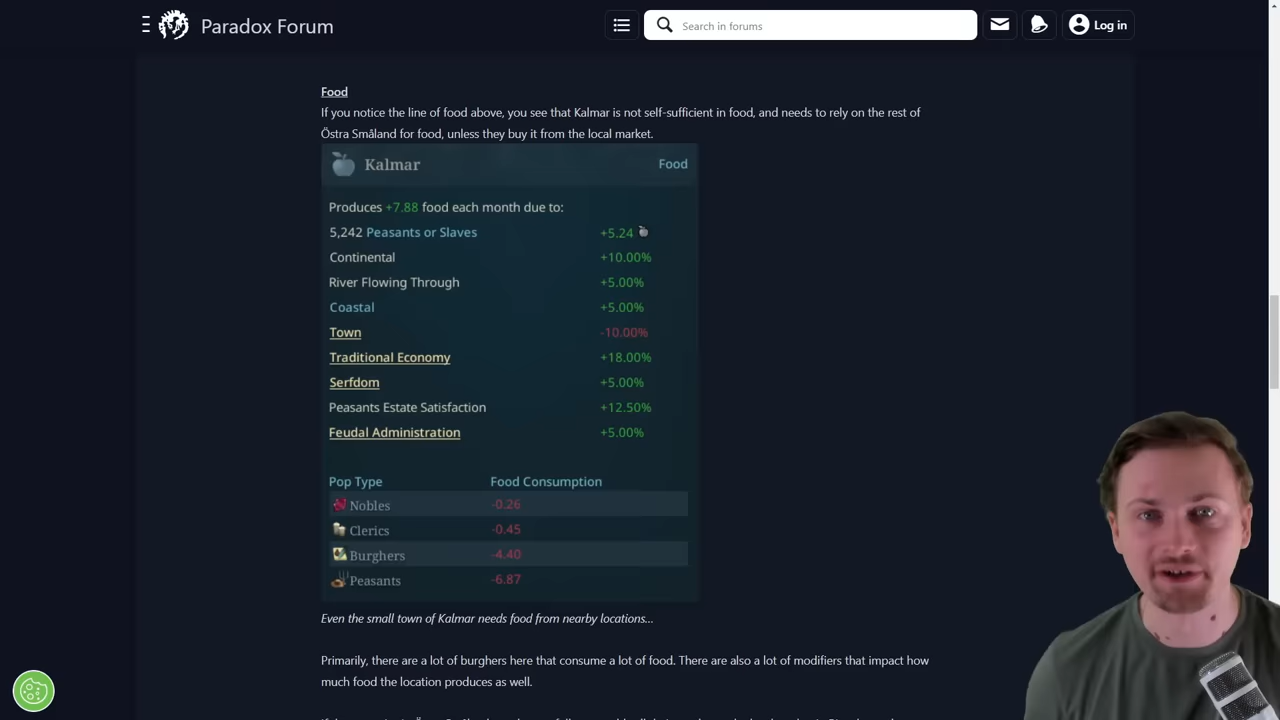 Paradox Forum
Search in forums
Log in
Food
If you notice the line of food above, you see that Kalmar is not self-sufficient in food, and needs to rely on the rest of
Östra Småland for food, unless they buy it from the local market.
Kalmar Food
Produces +7.88 food each month due to:
5,242 Peasants or Slaves +5.24
Continental +10.00%
River Flowing Through +5.00%
Coastal +5.00%
Town -10.00%
Traditional Economy +18.00%
Serfdom +5.00%
Peasants Estate Satisfaction +12.50%
Feudal Administration +5.00%
Pop Type Food Consumption
Nobles -0.26
Clerics -0.45
Burghers -4.40
Peasants -6.87
Even the small town of Kalmar needs food from nearby locations...
Primarily, there are a lot of burghers here that consume a lot of food. There are also a lot of modifiers that impact how
much food the location produces as well.